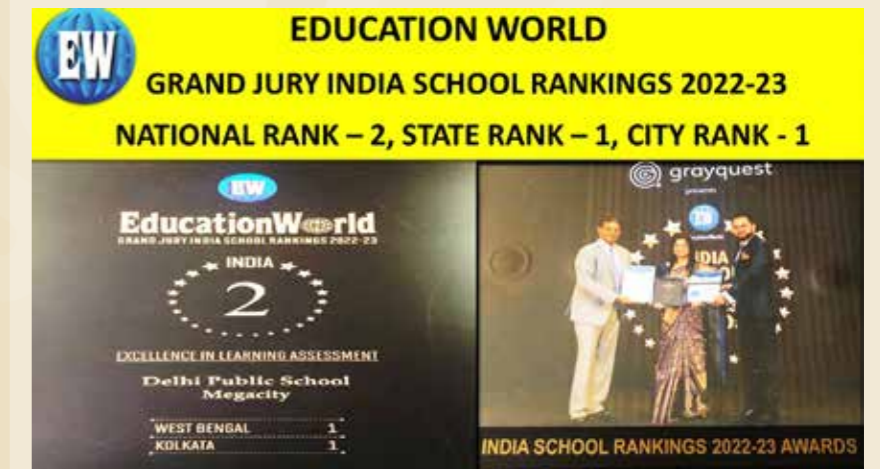 EW
EDUCATION WORLD
GRAND JURY INDIA SCHOOL RANKINGS 2022-23
NATIONAL RANK – 2, STATE RANK – 1, CITY RANK - 1
EW
EducationWorld
GRAND JURY INDIA SCHOOL RANKINGS 2022-23
INDIA
2
EXCELLENCE IN LEARNING ASSESSMENT
Delhi Public School
Megacity
WEST BENGAL 1
KOLKATA 1
grayquest
presents
INDIA
INDIA SCHOOL RANKINGS 2022-23 AWARDS